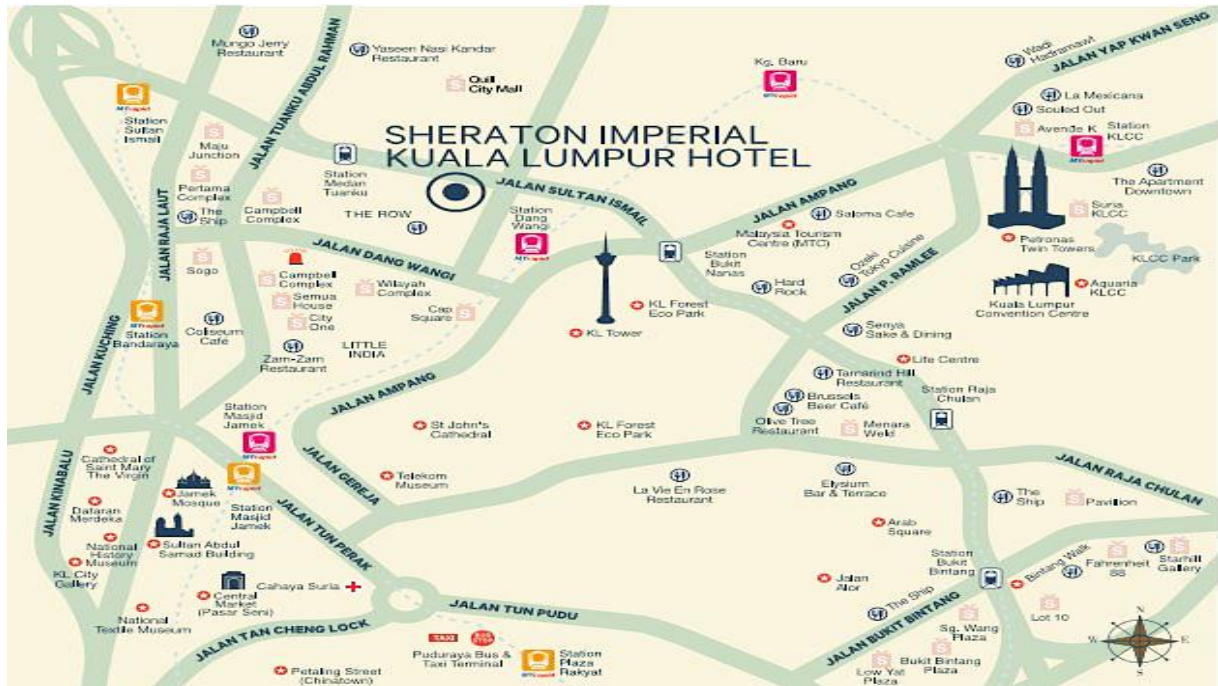 Mungo Jerry
Restaurant
Yaseen Nasi Kandar
Restaurant
Quill
City Mall
JALAN TUANKU ABDUL RAHMAN
Kg. Baru
Wadi
Hadramawt
JALAN YAP KWAN SENG
La Mexicana
Souled Out
Avenue K
Station
KLCC
Station
Sultan
Ismail
Maju
Junction
SHERATON IMPERIAL
KUALA LUMPUR HOTEL
Pertama
Complex
Station
Medan
Tuanku
JALAN SULTAN ISMAIL
JALAN AMPANG
The Apartment
Downtown
The
Ship
Campbell
Complex
THE ROW
Station
Dang
Wangi
Saloma Cafe
Malaysia Tourism
Centre (MTC)
Suria
KLCC
Petronas
Twin Towers
KLCC Park
JALAN RAJA LAUT
Sogo
JALAN DANG WANGI
Station
Bukit
Nanas
Ozeki
Tokyo Cuisine
JALAN P. RAMLEE
Campbell
Complex
Semua
House
City
One
Wilayah
Complex
Cap
Square
KL Forest
Eco Park
Hard
Rock
Aquaria
KLCC
Kuala Lumpur
Convention Centre
Station
Bandaraya
Coliseum
Café
Zam-Zam
Restaurant
LITTLE
INDIA
KL Tower
Senya
Sake & Dining
Life Centre
JALAN KUCHING
JALAN AMPANG
Tamarind Hill
Restaurant
Brussels
Beer Café
Station Raja
Chulan
Station
Masjid
Jamek
St John's
Cathedral
KL Forest
Eco Park
Olive Tree
Restaurant
Menara
Weld
Cathedral of
Saint Mary
The Virgin
JALAN GEREJA
Telekom
Museum
La Vie En Rose
Restaurant
Elysium
Bar & Terrace
JALAN RAJA CHULAN
JALAN KINABALU
Jamek
Mosque
Station
Masjid
Jamek
The
Ship
Pavilion
Dataran
Merdeka
National
History
Museum
Sultan Abdul
Samad Building
JALAN TUN PERAK
Arab
Square
Station
Bukit
Bintang
Bintang Walk
Fahrenheit
88
Starhill
Gallery
KL City
Gallery
Central
Market
(Pasar Seni)
Cahaya Suria
Jalan
Alor
The Ship
JALAN BUKIT BINTANG
Lot 10
National
Textile Museum
JALAN TAN CHENG LOCK
JALAN TUN PUDU
Sg. Wang
Plaza
TAXI
BUS
STOP
Puduraya Bus &
Taxi Terminal
Station
Plaza
Rakyat
Petaling Street
(Chinatown)
Low Yat
Plaza
Bukit Bintang
Plaza
N
W
E
S